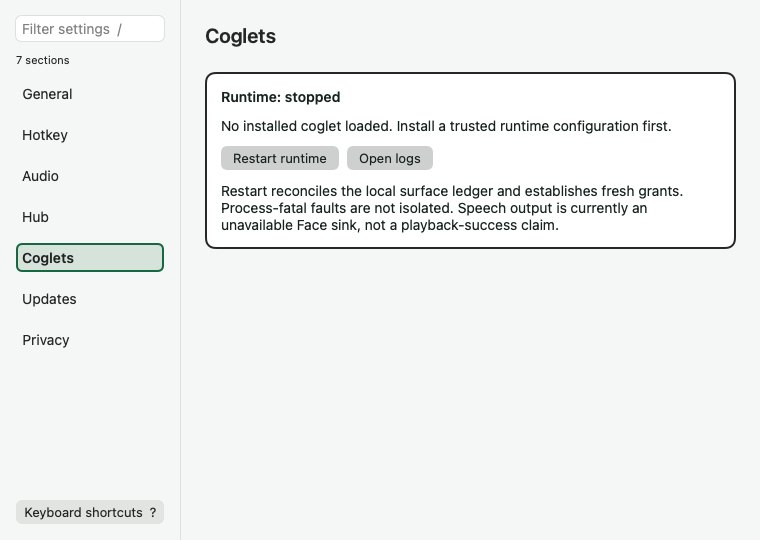 Filter settings /
7 sections
General
Hotkey
Audio
Hub
Coglets
Updates
Privacy
Keyboard shortcuts ?
Coglets
Runtime: stopped
No installed coglet loaded. Install a trusted runtime configuration first.
Restart runtime
Open logs
Restart reconciles the local surface ledger and establishes fresh grants.
Process-fatal faults are not isolated. Speech output is currently an
unavailable Face sink, not a playback-success claim.